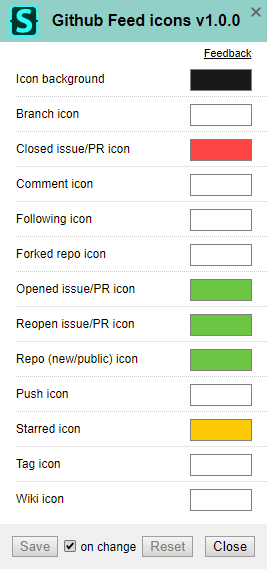 S
Github Feed icons v1.0.0
×
Feedback
Icon background
Branch icon
Closed issue/PR icon
Comment icon
Following icon
Forked repo icon
Opened issue/PR icon
Reopen issue/PR icon
Repo (new/public) icon
Push icon
Starred icon
Tag icon
Wiki icon
Save on change Reset Close